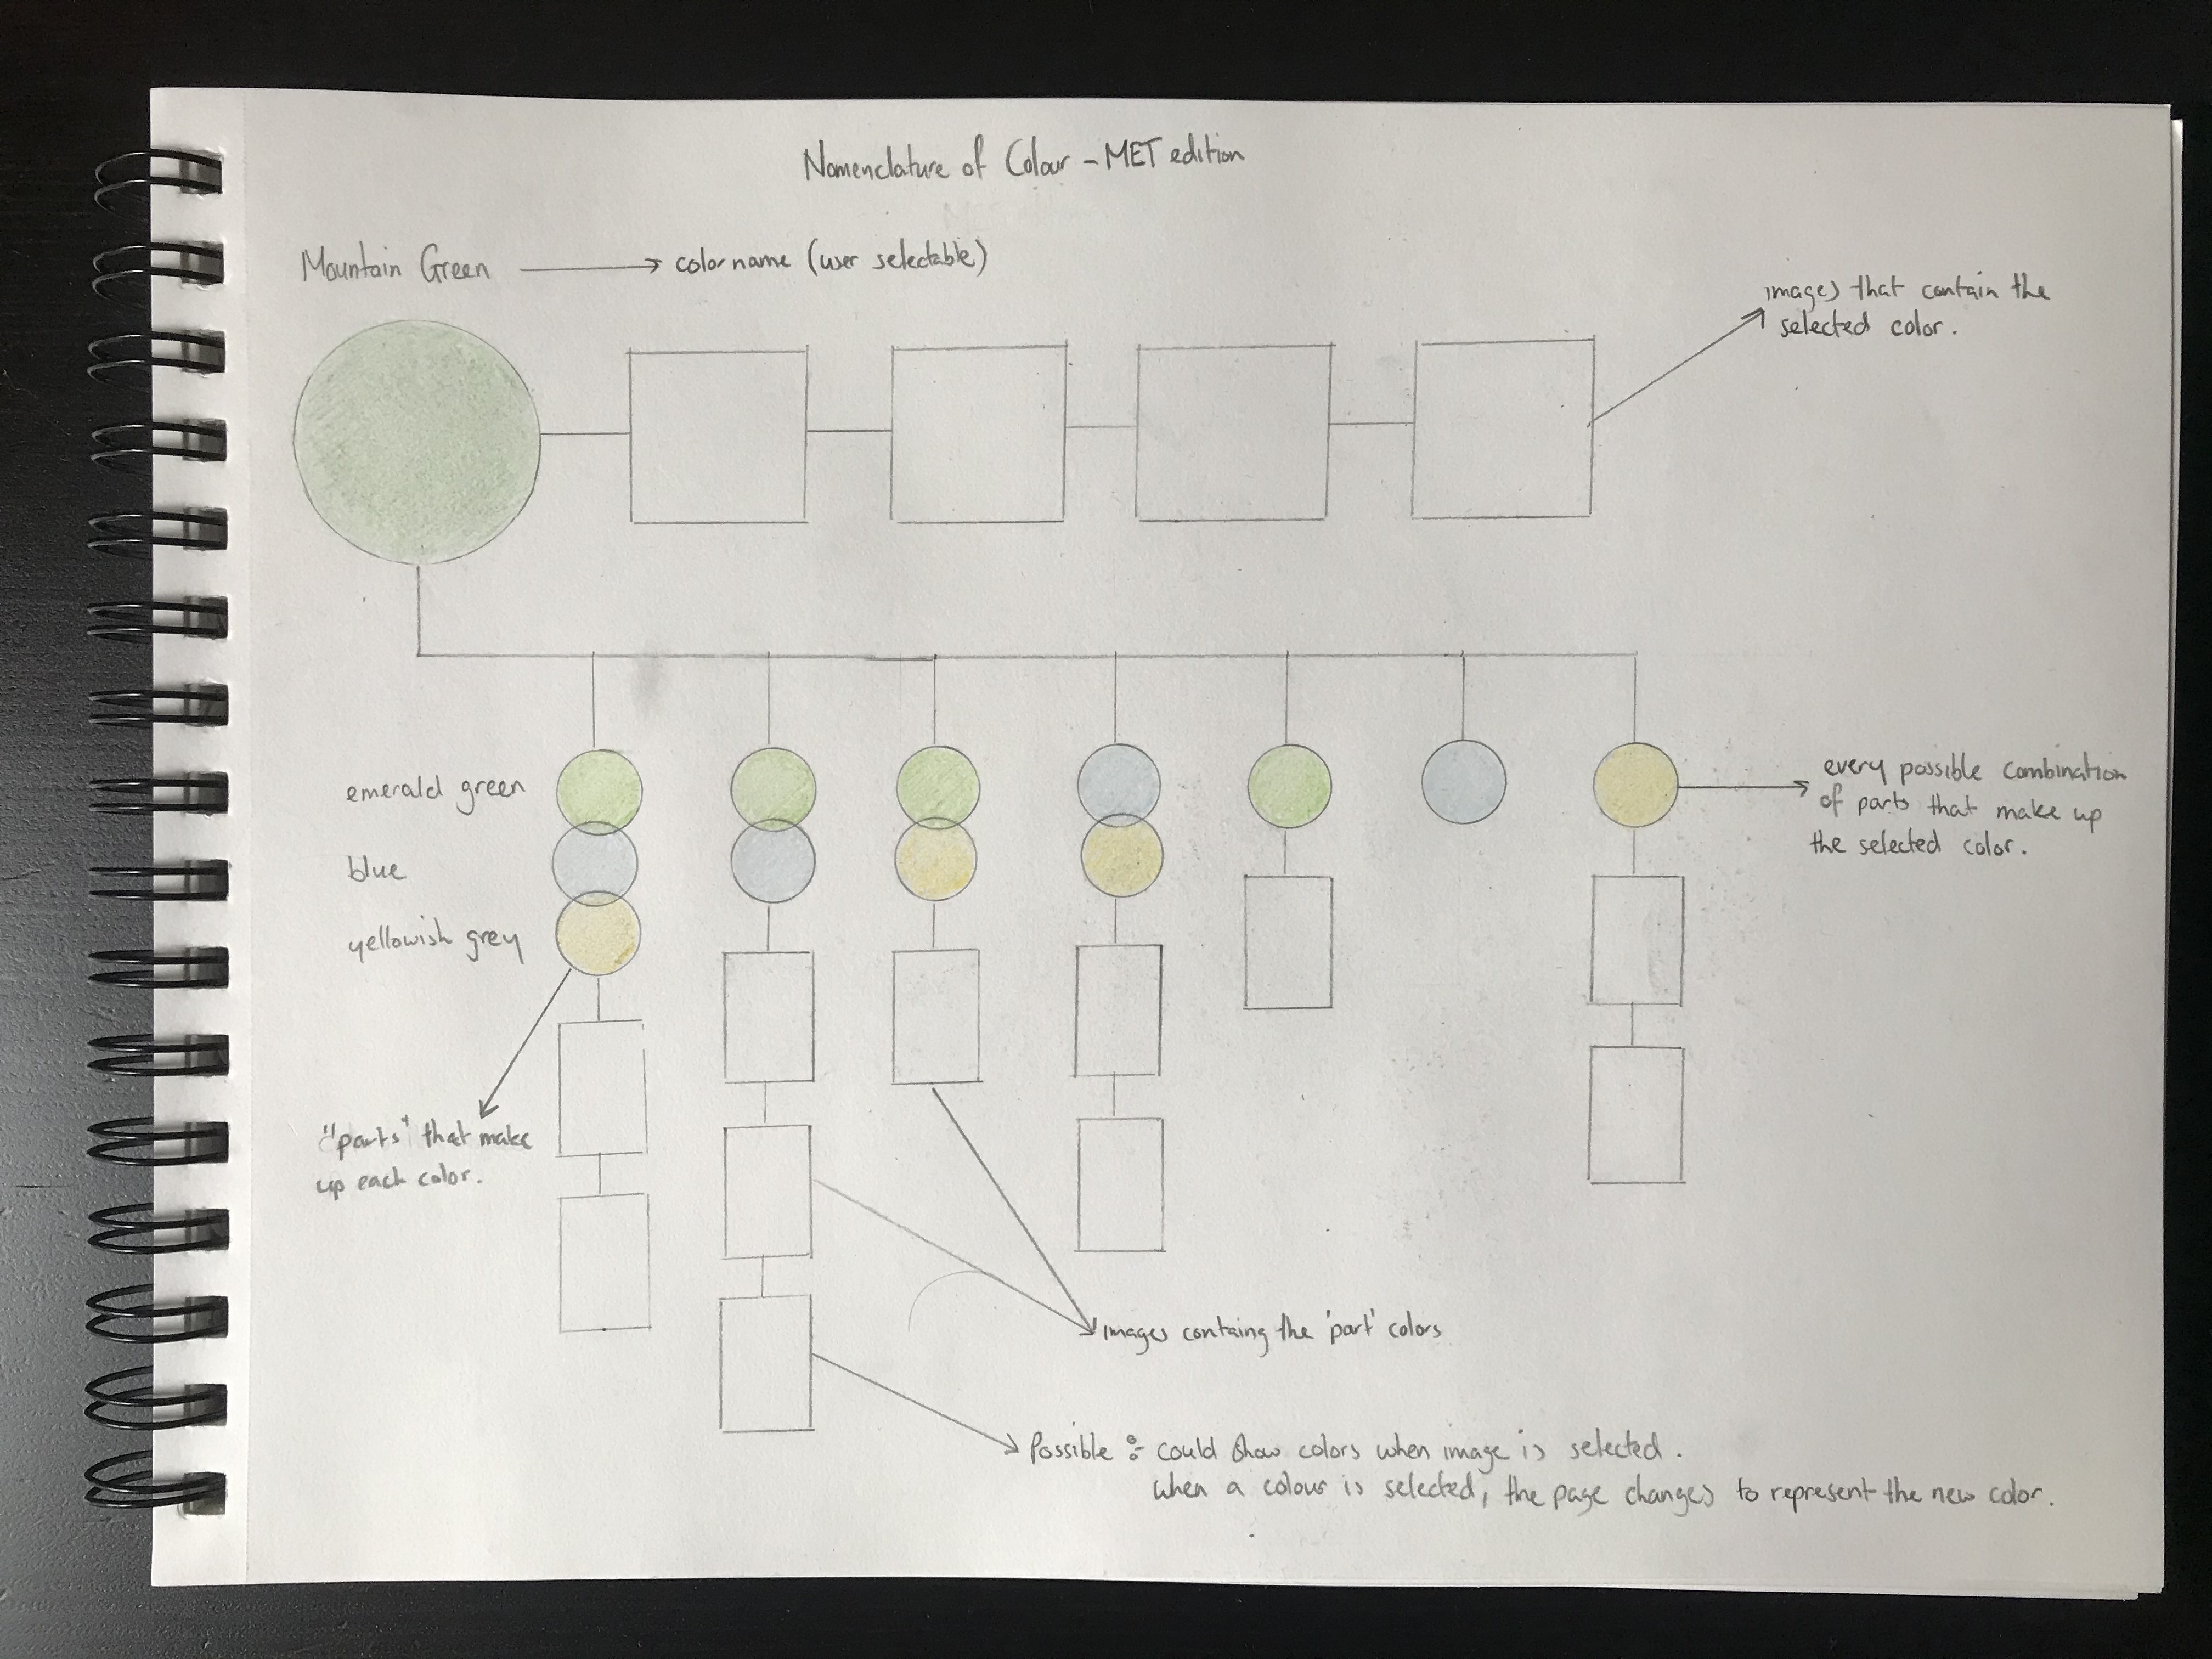 Nomenclature of Colour - MET edition
Mountain Green
color name (user selectable)
images that contain the
selected color.
emerald green
blue
yellowish grey
every possible combination
of parts that make up
the selected color.
"parts" that make
up each color.
images containg the 'part' colors
Possible :- could show colors when image is selected.
when a colour is selected, the page changes to represent the new color.